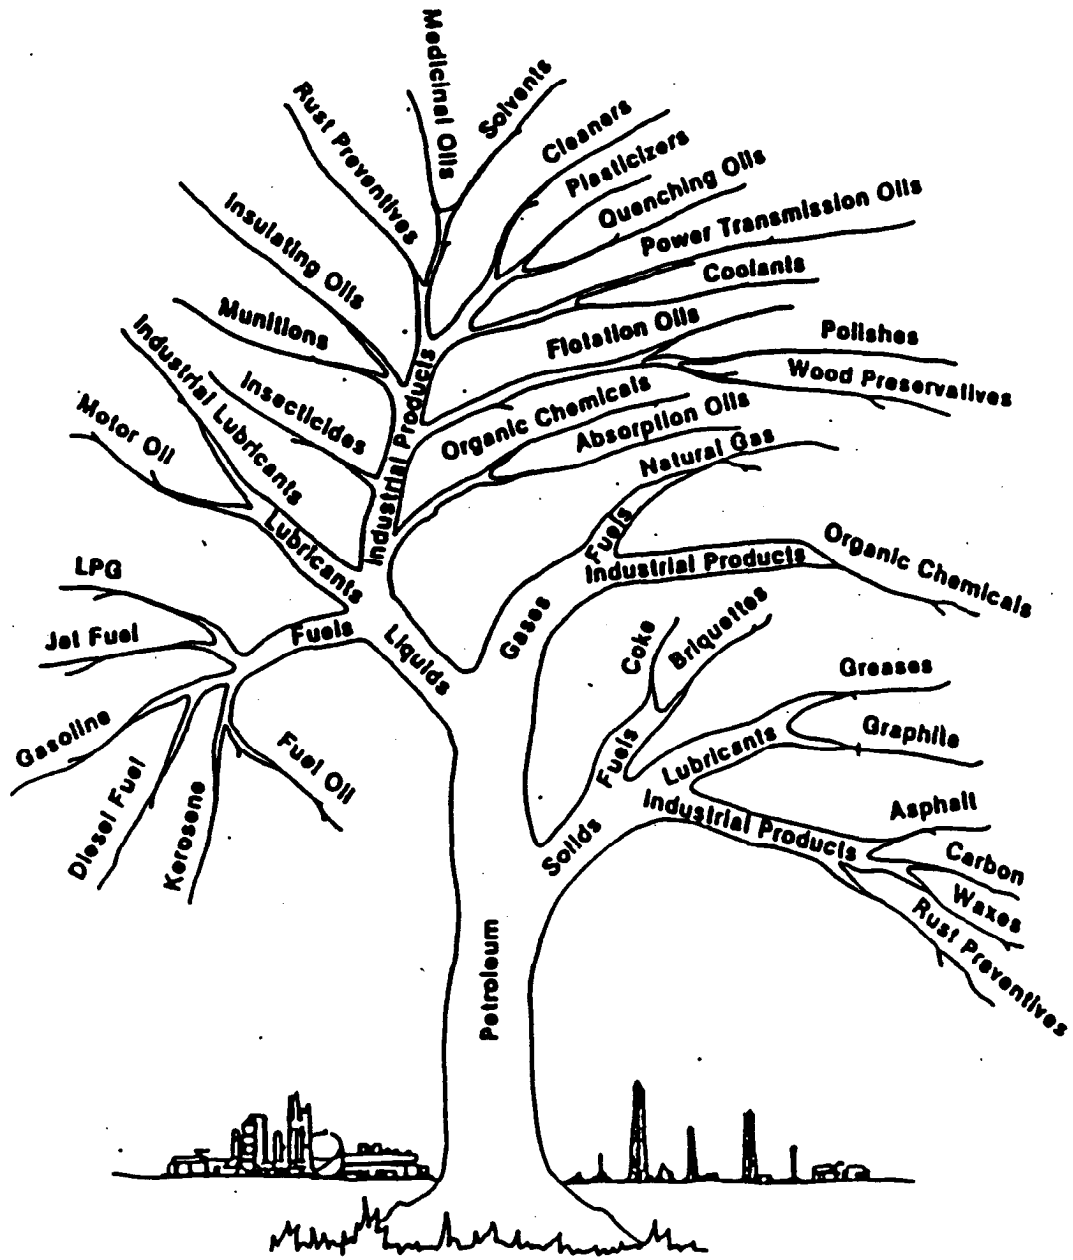 Medicinal Oils
Solvents
Rust Preventives
Cleaners
Plasticizers
Quenching Oils
Insulating Oils
Power Transmission Oils
Coolants
Munitions
Flotation Oils
Polishes
Industrial Lubricants
Insecticides
Industrial Products
Wood Preservatives
Organic Chemicals
Motor Oil
Absorption Oils
Natural Gas
Lubricants
Fuels
Industrial Products
Organic Chemicals
LPG
Jet Fuel
Fuels
Liquids
Gases
Coke
Briquettes
Greases
Gasoline
Fuel Oil
Fuels
Lubricants
Graphite
Diesel Fuel
Kerosene
Solids
Industrial Products
Asphalt
Carbon
Waxes
Rust Preventives
Petroleum